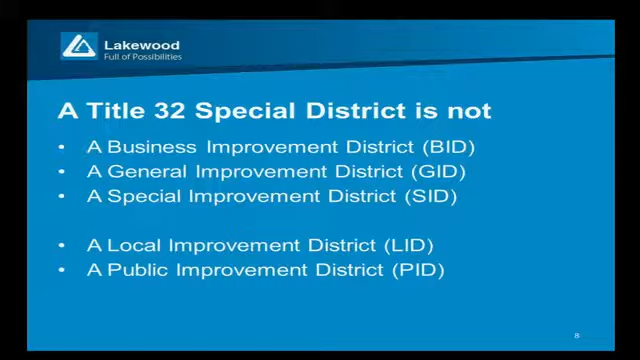 Lakewood
Full of Possibilities
A Title 32 Special District is not
• A Business Improvement District (BID)
• A General Improvement District (GID)
• A Special Improvement District (SID)
• A Local Improvement District (LID)
• A Public Improvement District (PID)
8